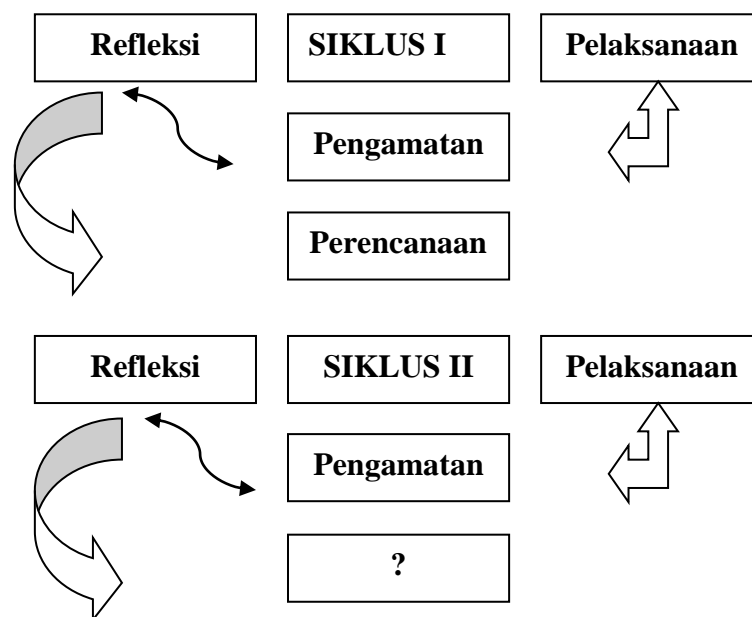 Refleksi SIKLUS I Pelaksanaan
Pengamatan
Perencanaan
Refleksi SIKLUS II Pelaksanaan
Pengamatan
?